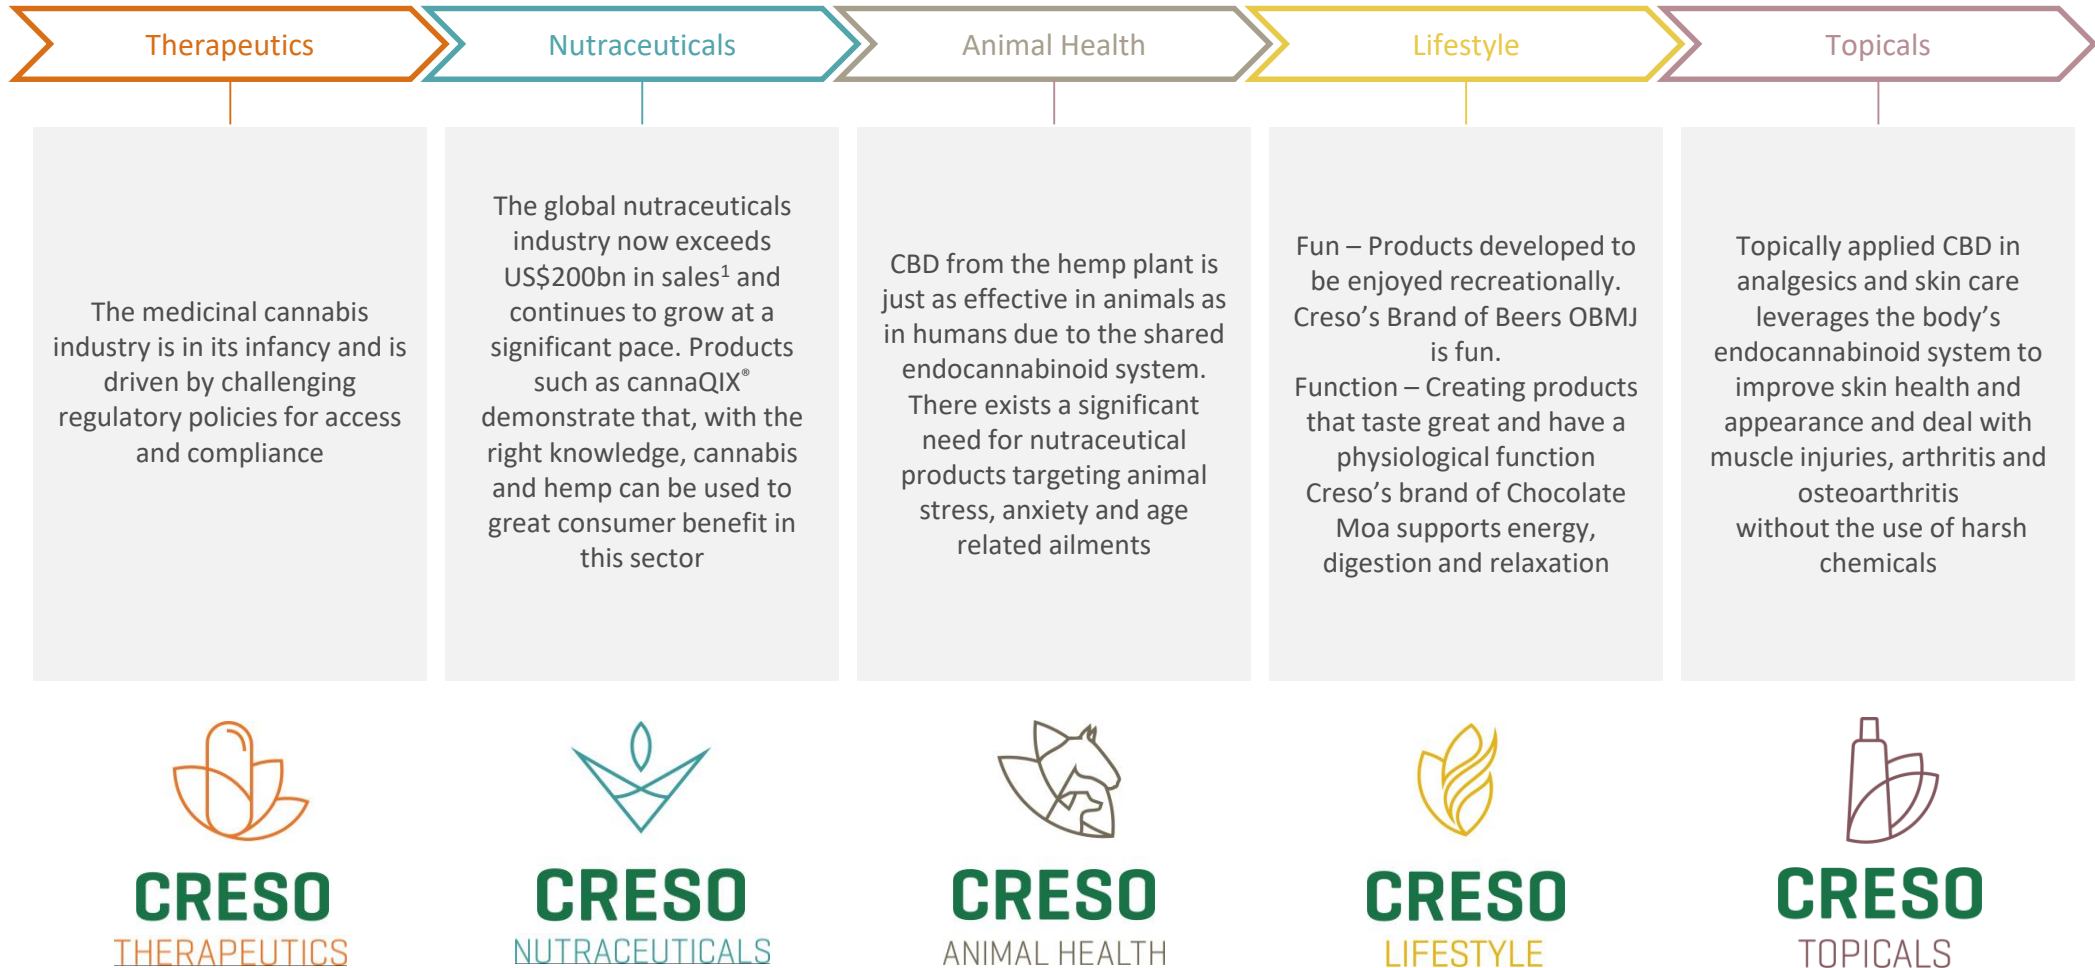 Therapeutics
Nutraceuticals
Animal Health
Lifestyle
Topicals
The medicinal cannabis
industry is in its infancy and is
driven by challenging
regulatory policies for access
and compliance
The global nutraceuticals
industry now exceeds
US$200bn in sales¹ and
continues to grow at a
significant pace. Products
such as cannaQIX®
demonstrate that, with the
right knowledge, cannabis
and hemp can be used to
great consumer benefit in
this sector
CBD from the hemp plant is
just as effective in animals as
in humans due to the shared
endocannabinoid system.
There exists a significant
need for nutraceutical
products targeting animal
stress, anxiety and age
related ailments
Fun – Products developed to
be enjoyed recreationally.
Creso’s Brand of Beers OBMJ
is fun.
Function – Creating products
that taste great and have a
physiological function
Creso’s brand of Chocolate
Moa supports energy,
digestion and relaxation
Topically applied CBD in
analgesics and skin care
leverages the body’s
endocannabinoid system to
improve skin health and
appearance and deal with
muscle injuries, arthritis and
osteoarthritis
without the use of harsh
chemicals
CRESO
THERAPEUTICS
CRESO
NUTRACEUTICALS
CRESO
ANIMAL HEALTH
CRESO
LIFESTYLE
CRESO
TOPICALS